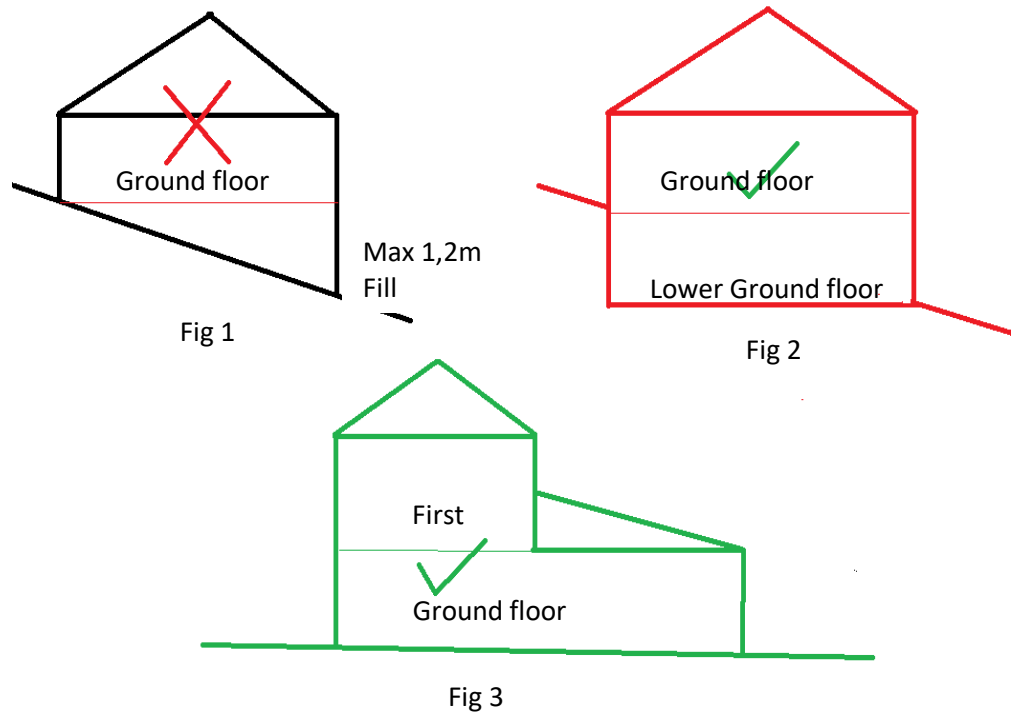 Ground floor
Max 1,2m
Fill
Fig 1
Ground floor
Lower Ground floor
Fig 2
First
Ground floor
Fig 3